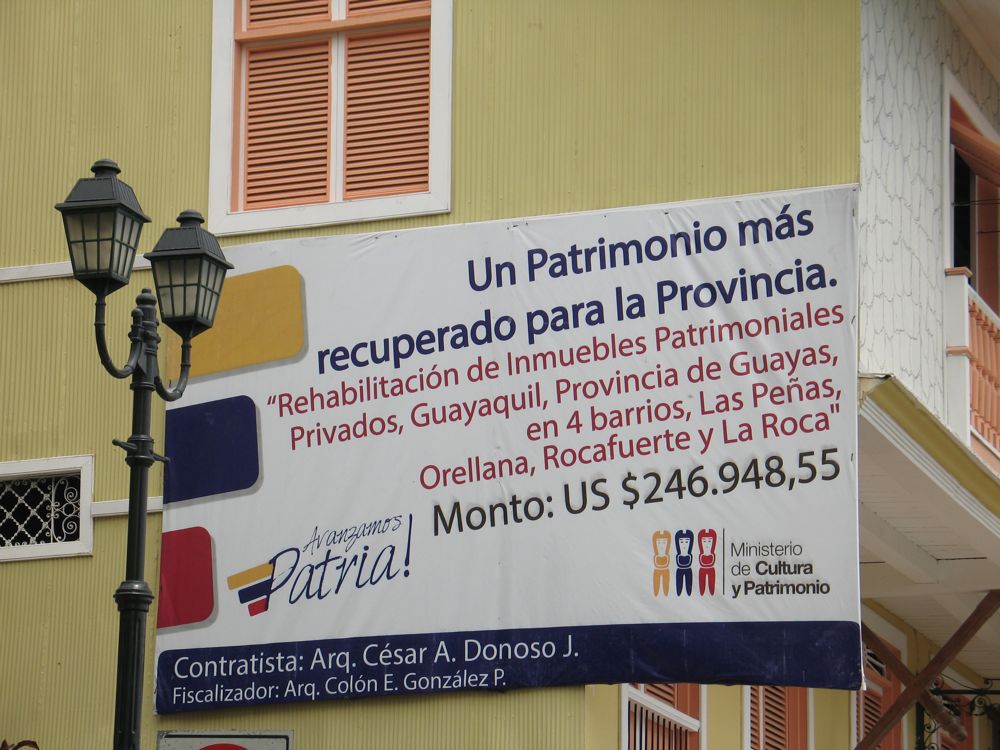 Un Patrimonio más
recuperado para la Provincia.
“Rehabilitación de Inmuebles Patrimoniales
Privados, Guayaquil, Provincia de Guayas,
en 4 barrios, Las Peñas,
Orellana, Rocafuerte y La Roca"
Monto: US $246.948,55
Avanzamos
Patria!
Ministerio
de Cultura
y Patrimonio
Contratista: Arq. César A. Donoso J.
Fiscalizador: Arq. Colón E. González P.